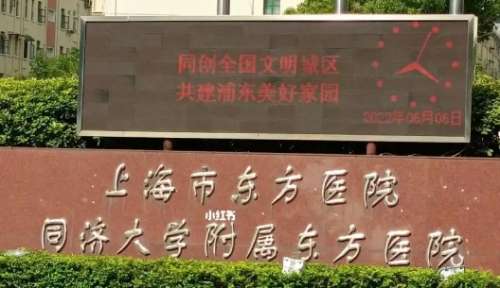 同创全国文明城区
共建浦东美好家园
2022年06月06日
上海市东方医院
小红书
同济大学附属东方医院